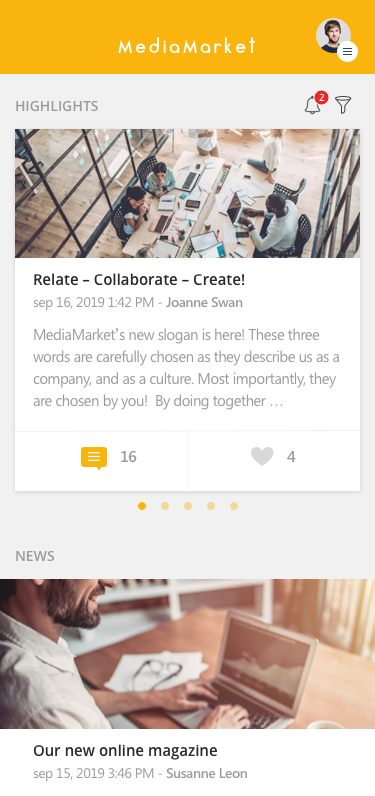 MediaMarket
HIGHLIGHTS
2
Relate – Collaborate – Create!
sep 16, 2019 1:42 PM - Joanne Swan
MediaMarket's new slogan is here! These three
words are carefully chosen as they describe us as a
company, and as a culture. Most importantly, they
are chosen by you!  By doing together …
16
4
NEWS
Our new online magazine
sep 15, 2019 3:46 PM - Susanne Leon